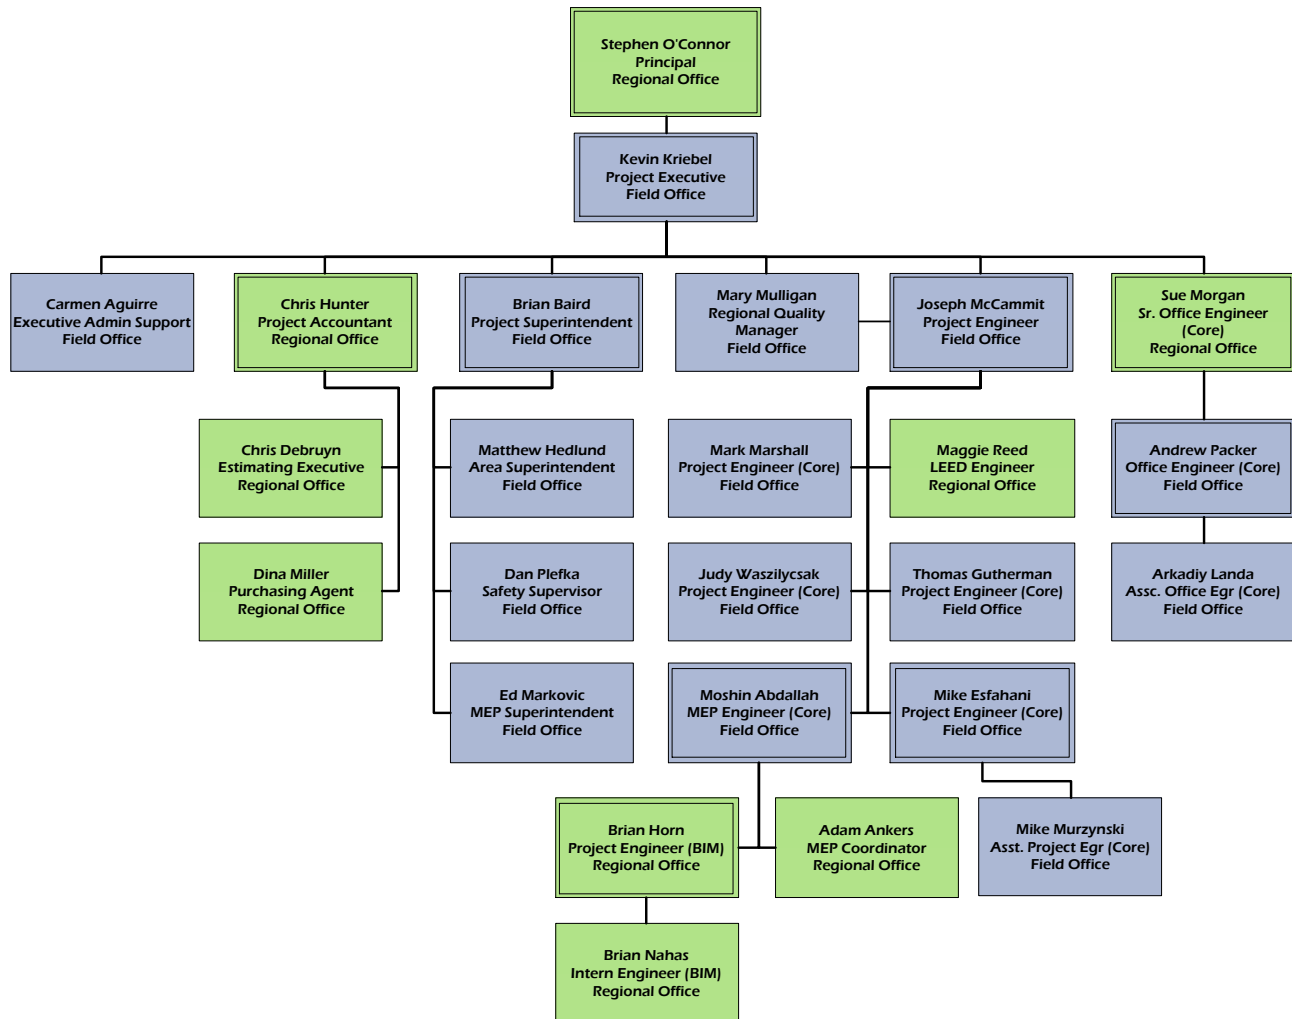 Stephen O'Connor
Principal
Regional Office
Kevin Kriebel
Project Executive
Field Office
Carmen Aguirre
Executive Admin Support
Field Office
Chris Hunter
Project Accountant
Regional Office
Brian Baird
Project Superintendent
Field Office
Mary Mulligan
Regional Quality
Manager
Field Office
Joseph McCammit
Project Engineer
Field Office
Sue Morgan
Sr. Office Engineer
(Core)
Regional Office
Chris Debruyn
Estimating Executive
Regional Office
Matthew Hedlund
Area Superintendent
Field Office
Mark Marshall
Project Engineer (Core)
Field Office
Maggie Reed
LEED Engineer
Regional Office
Andrew Packer
Office Engineer (Core)
Field Office
Dina Miller
Purchasing Agent
Regional Office
Dan Plefka
Safety Supervisor
Field Office
Judy Waszilycsak
Project Engineer (Core)
Field Office
Thomas Gutherman
Project Engineer (Core)
Field Office
Arkadiy Landa
Assc. Office Egr (Core)
Field Office
Ed Markovic
MEP Superintendent
Field Office
Moshin Abdallah
MEP Engineer (Core)
Field Office
Mike Esfahani
Project Engineer (Core)
Field Office
Brian Horn
Project Engineer (BIM)
Regional Office
Adam Ankers
MEP Coordinator
Regional Office
Mike Murzynski
Asst. Project Egr (Core)
Field Office
Brian Nahas
Intern Engineer (BIM)
Regional Office